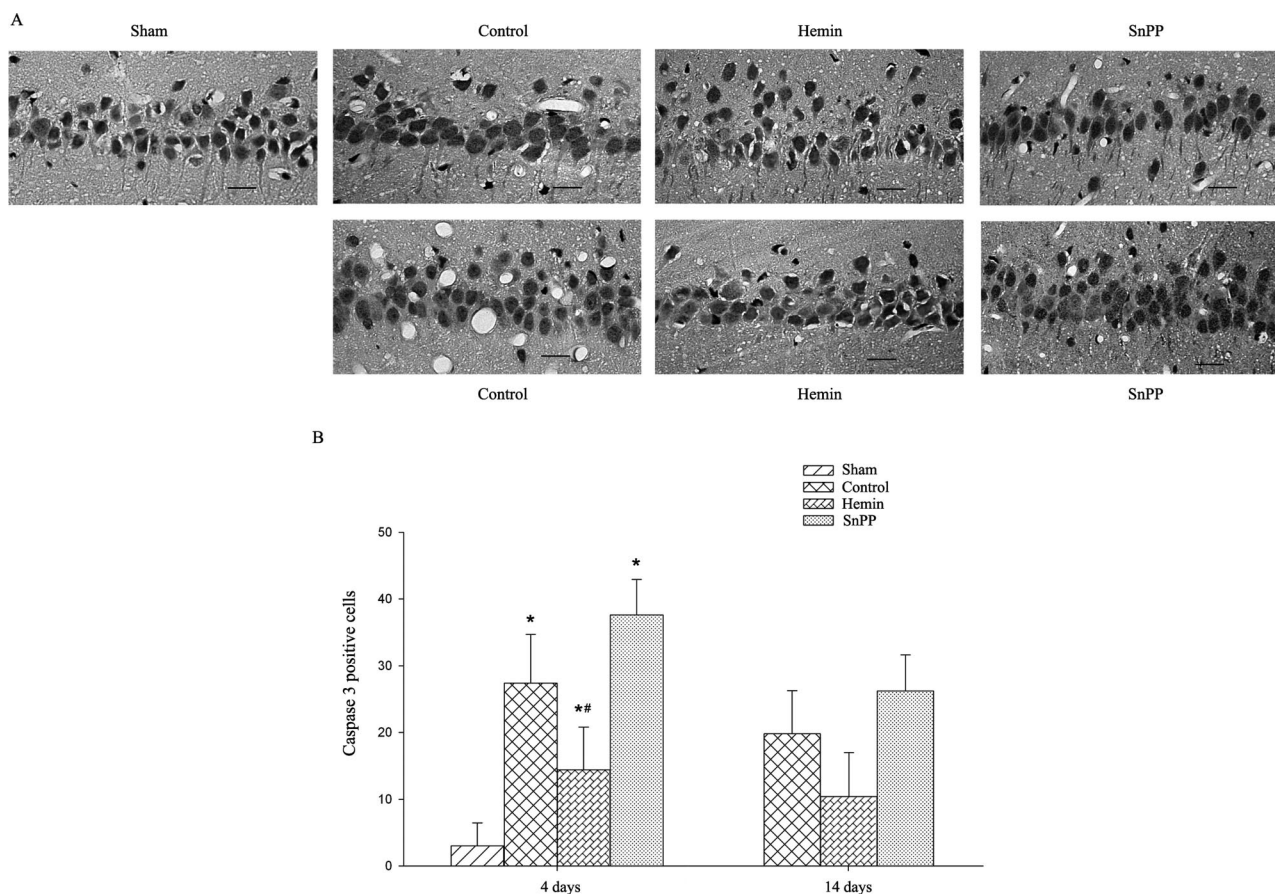 A
Sham Control Hemin SnPP
Control Hemin SnPP
B
Sham
Control
Hemin
SnPP
50
40
30
20
10
0
Caspase 3 positive cells
*
*#
*
4 days 14 days